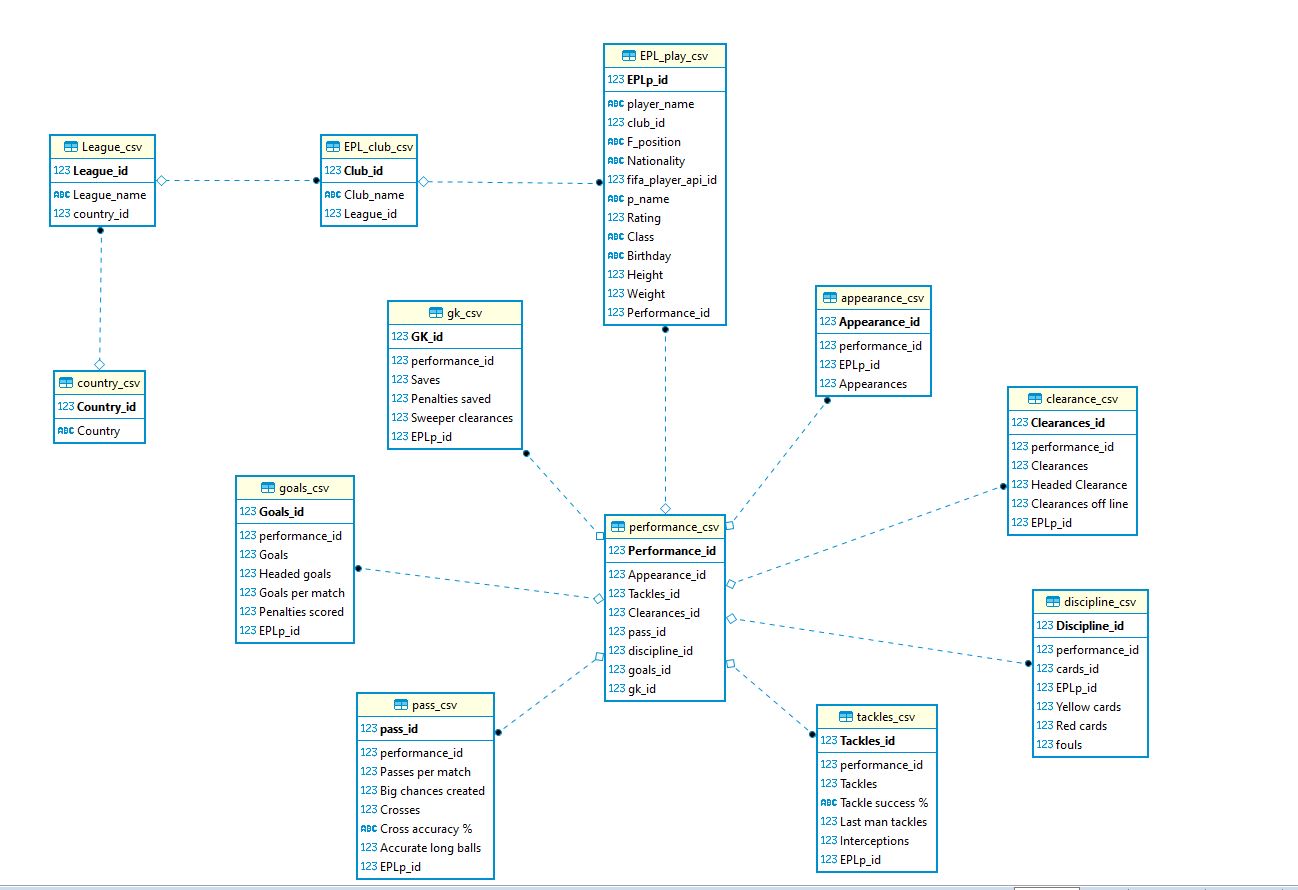 EPL_play_csv
123 EPLp_id
ABC player_name
123 club_id
ABC F_position
ABC Nationality
123 fifa_player_api_id
ABC p_name
123 Rating
ABC Class
ABC Birthday
123 Height
123 Weight
123 Performance_id
League_csv
123 League_id
ABC League_name
123 country_id
EPL_club_csv
123 Club_id
ABC Club_name
123 League_id
country_csv
123 Country_id
ABC Country
gk_csv
123 GK_id
123 performance_id
123 Saves
123 Penalties saved
123 Sweeper clearances
123 EPLp_id
appearance_csv
123 Appearance_id
123 performance_id
123 EPLp_id
123 Appearances
clearance_csv
123 Clearances_id
123 performance_id
123 Clearances
123 Headed Clearance
123 Clearances off line
123 EPLp_id
goals_csv
123 Goals_id
123 performance_id
123 Goals
123 Headed goals
123 Goals per match
123 Penalties scored
123 EPLp_id
performance_csv
123 Performance_id
123 Appearance_id
123 Tackles_id
123 Clearances_id
123 pass_id
123 discipline_id
123 goals_id
123 gk_id
discipline_csv
123 Discipline_id
123 performance_id
123 cards_id
123 EPLp_id
123 Yellow cards
123 Red cards
123 fouls
pass_csv
123 pass_id
123 performance_id
123 Passes per match
123 Big chances created
123 Crosses
ABC Cross accuracy %
123 Accurate long balls
123 EPLp_id
tackles_csv
123 Tackles_id
123 performance_id
123 Tackles
ABC Tackle success %
123 Last man tackles
123 Interceptions
123 EPLp_id